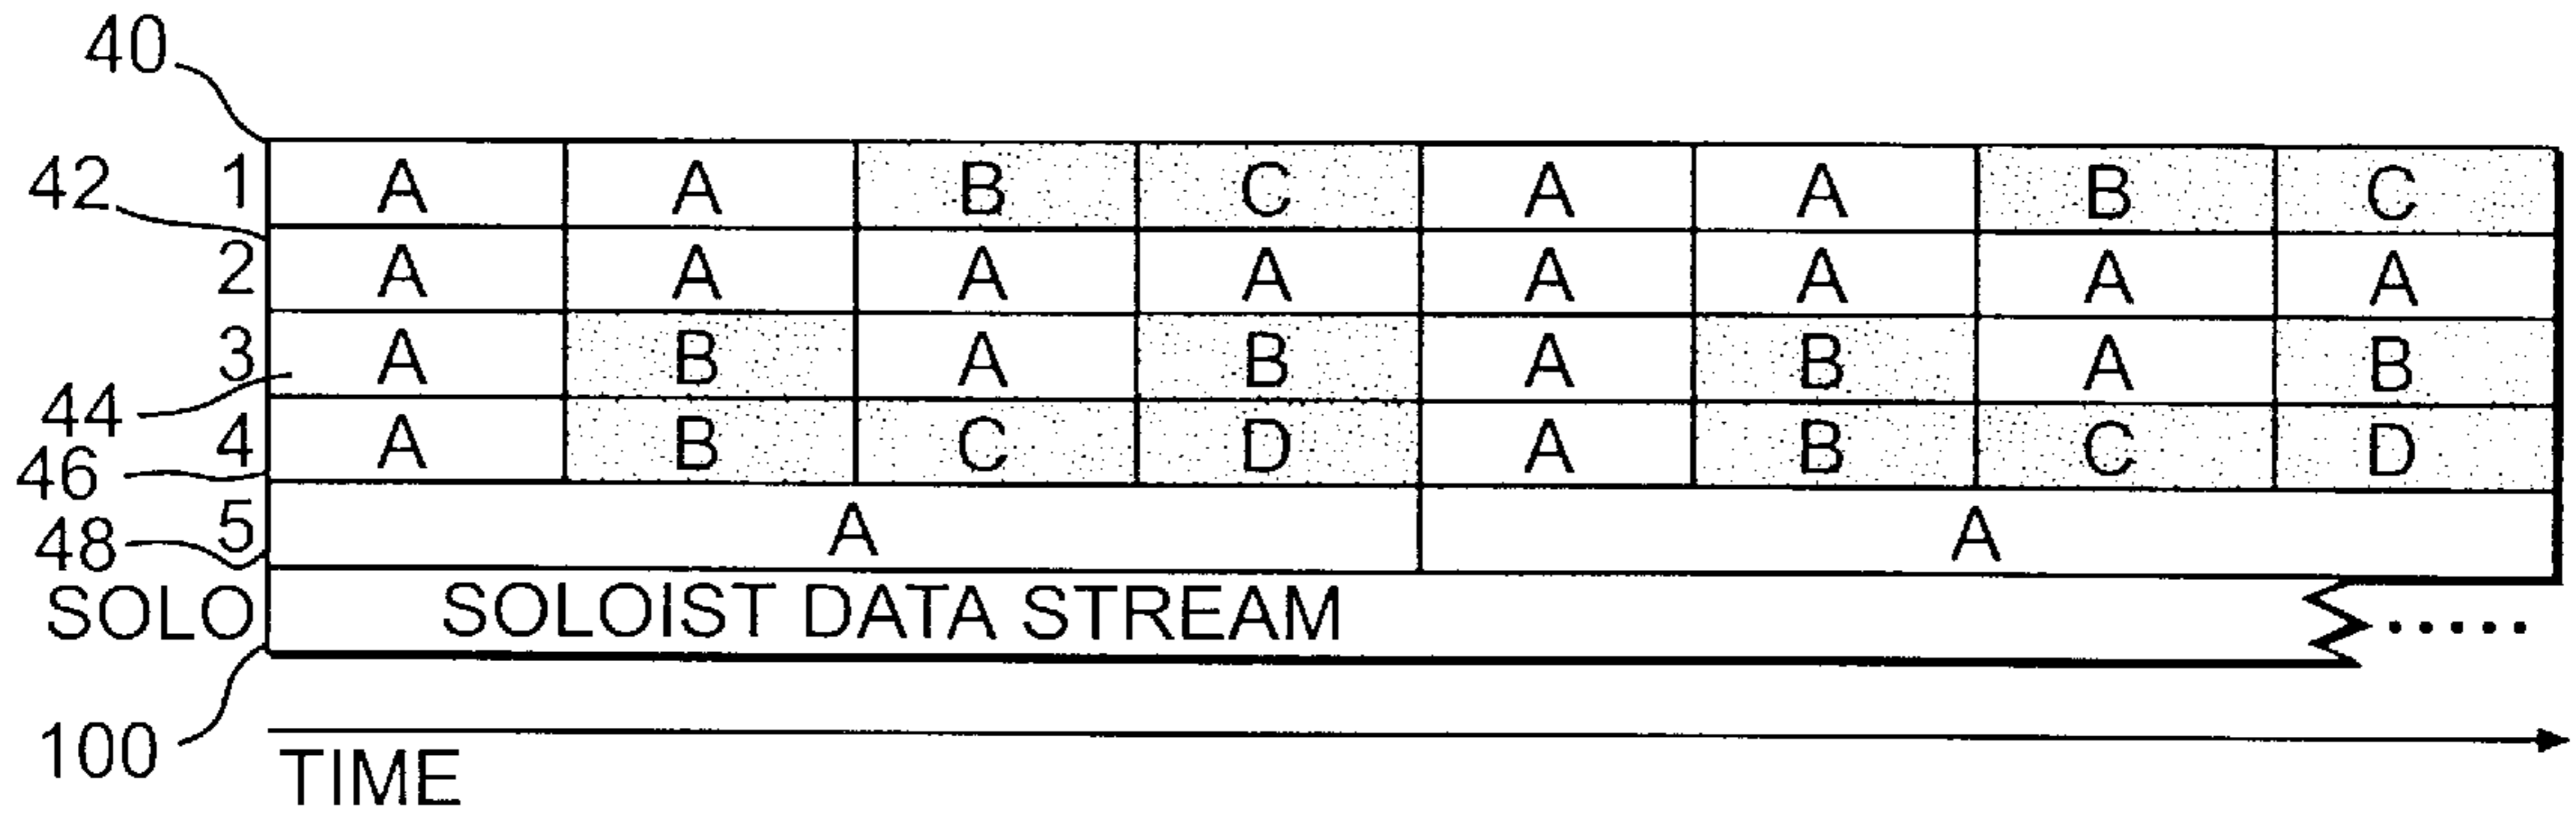 40
42 1 A A B C A A B C
2 A A A A A A A A
44 3 A B A B A B A B
46 4 A B C D A B C D
48 5 A A
SOLO SOLOIST DATA STREAM .....
100
TIME